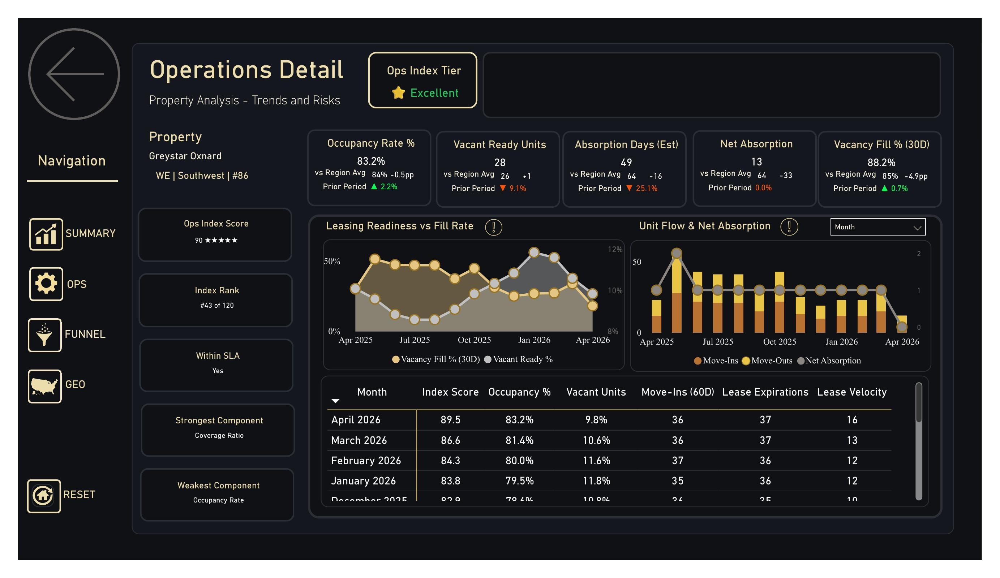 Operations Detail
Property Analysis - Trends and Risks
Ops Index Tier
⭐ Excellent
Navigation
SUMMARY
OPS
FUNNEL
GEO
RESET
Property
Greystar Oxnard
WE | Southwest | #86
Occupancy Rate %
83.2%
vs Region Avg 84% -0.5pp
Prior Period ▲ 2.2%
Vacant Ready Units
28
vs Region Avg 26 +1
Prior Period ▼ 9.1%
Absorption Days (Est)
49
vs Region Avg 64 -16
Prior Period ▼ 25.1%
Net Absorption
13
vs Region Avg 64 -33
Prior Period 0.0%
Vacancy Fill % (30D)
88.2%
vs Region Avg 85% -4.9pp
Prior Period ▲ 0.7%
Ops Index Score
90 ★★★★★
Index Rank
#43 of 120
Within SLA
Yes
Strongest Component
Coverage Ratio
Weakest Component
Occupancy Rate
Leasing Readiness vs Fill Rate
50%
0%
12%
10%
8%
Apr 2025 Jul 2025 Oct 2025 Jan 2026 Apr 2026
Vacancy Fill % (30D) Vacant Ready %
Unit Flow & Net Absorption
Month
50
0
2
1
0
Apr 2025 Jul 2025 Oct 2025 Jan 2026 Apr 2026
Move-Ins Move-Outs Net Absorption
Month Index Score Occupancy % Vacant Units Move-Ins (60D) Lease Expirations Lease Velocity
April 2026 89.5 83.2% 9.8% 36 37 16
March 2026 86.6 81.4% 10.6% 36 37 13
February 2026 84.3 80.0% 11.6% 37 36 12
January 2026 83.8 79.5% 11.8% 35 36 12
December 2025